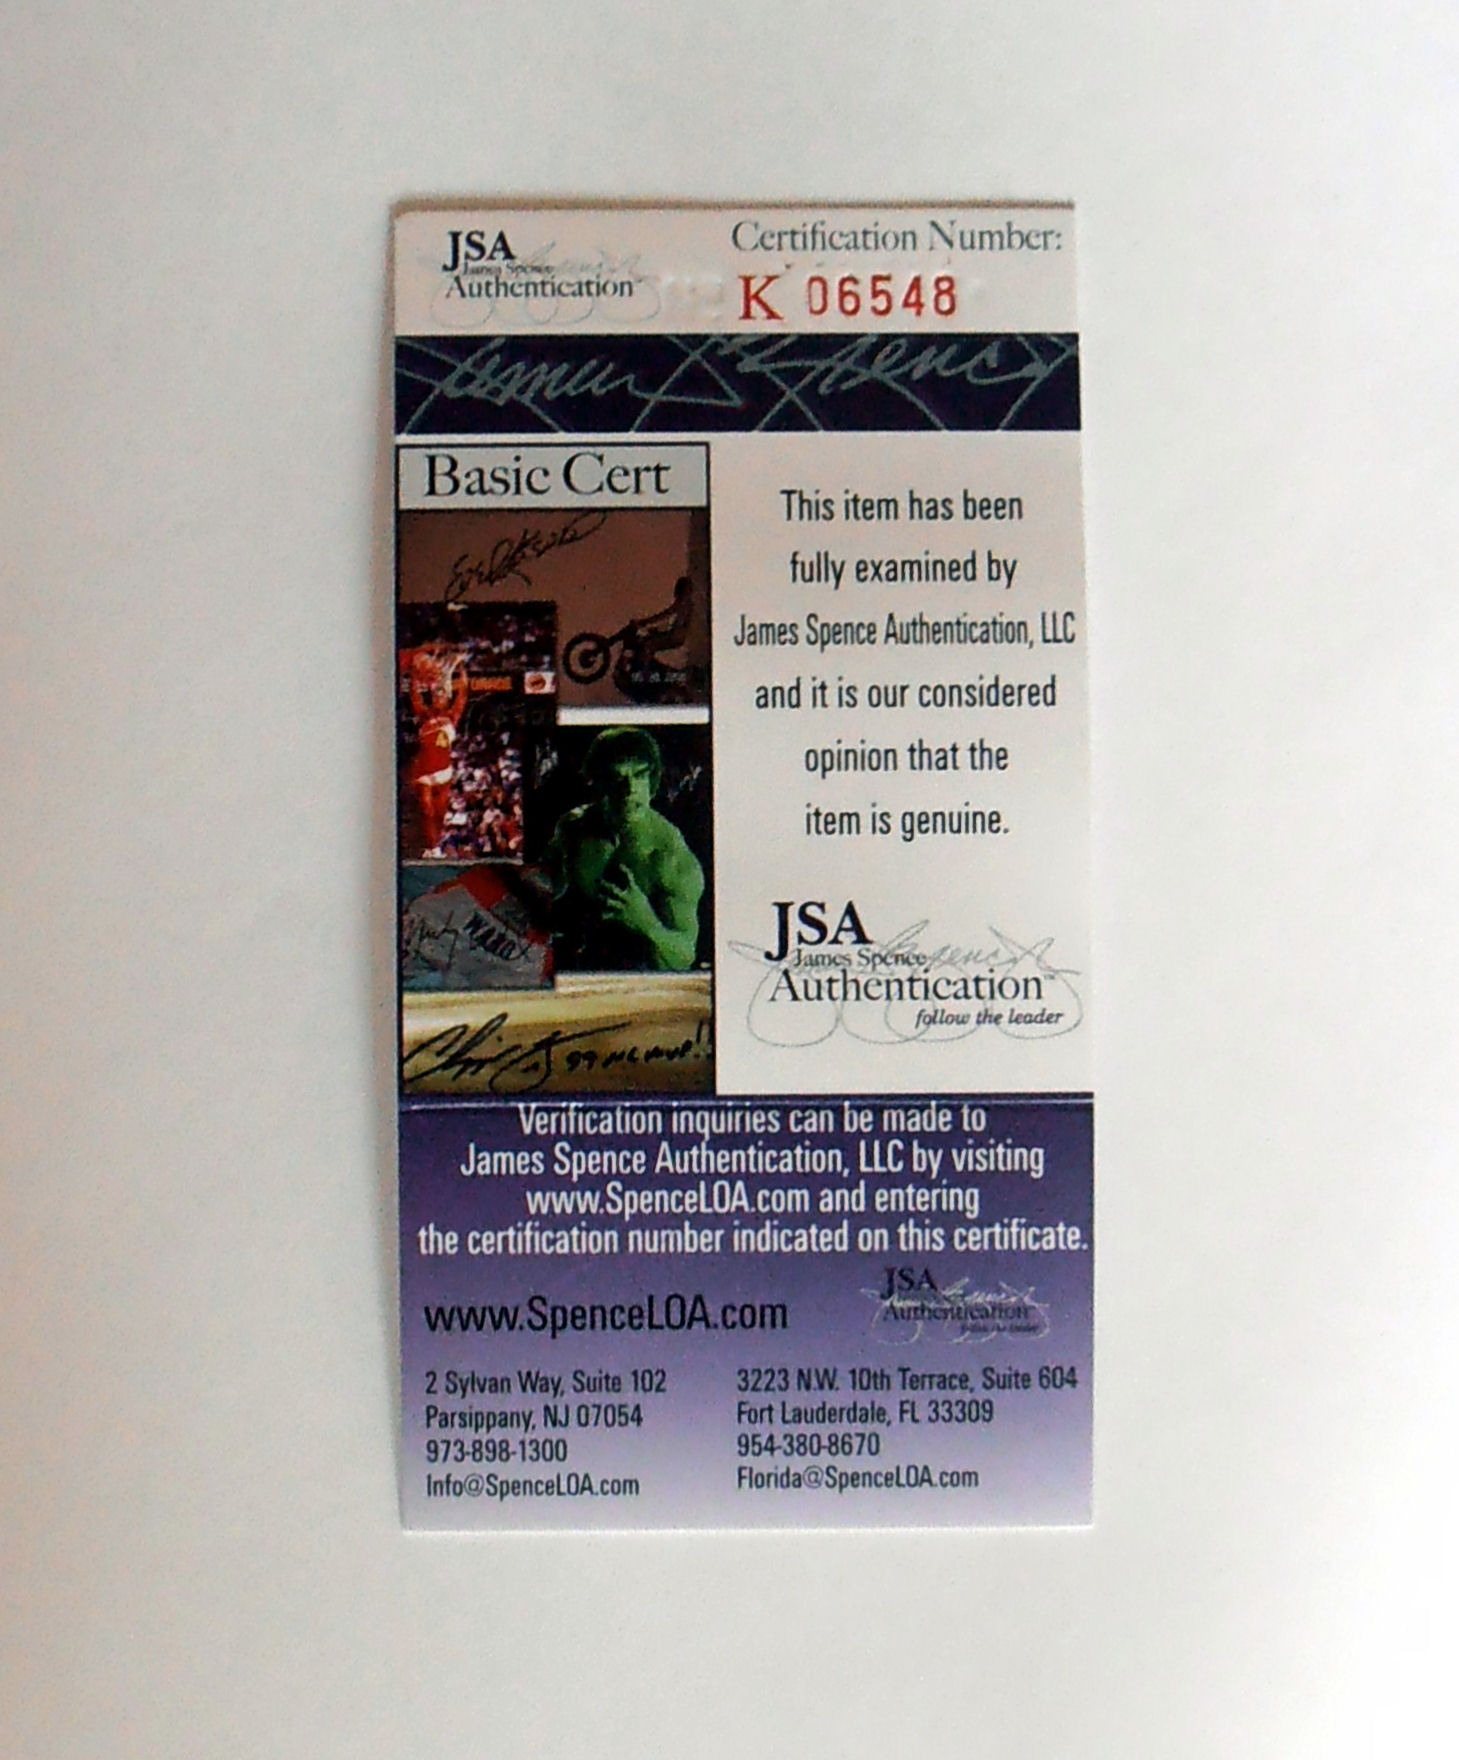 JSA
James Spence
Authentication
Certification Number:
K 06548
Basic Cert
This item has been
fully examined by
James Spence Authentication, LLC
and it is our considered
opinion that the
item is genuine.
JSA
James Spence
Authentication™
follow the leader
Verification inquiries can be made to
James Spence Authentication, LLC by visiting
www.SpenceLOA.com and entering
the certification number indicated on this certificate.
www.SpenceLOA.com
JSA
Authentication
2 Sylvan Way, Suite 102
Parsippany, NJ 07054
973-898-1300
Info@SpenceLOA.com
3223 N.W. 10th Terrace, Suite 604
Fort Lauderdale, FL 33309
954-380-8670
Florida@SpenceLOA.com